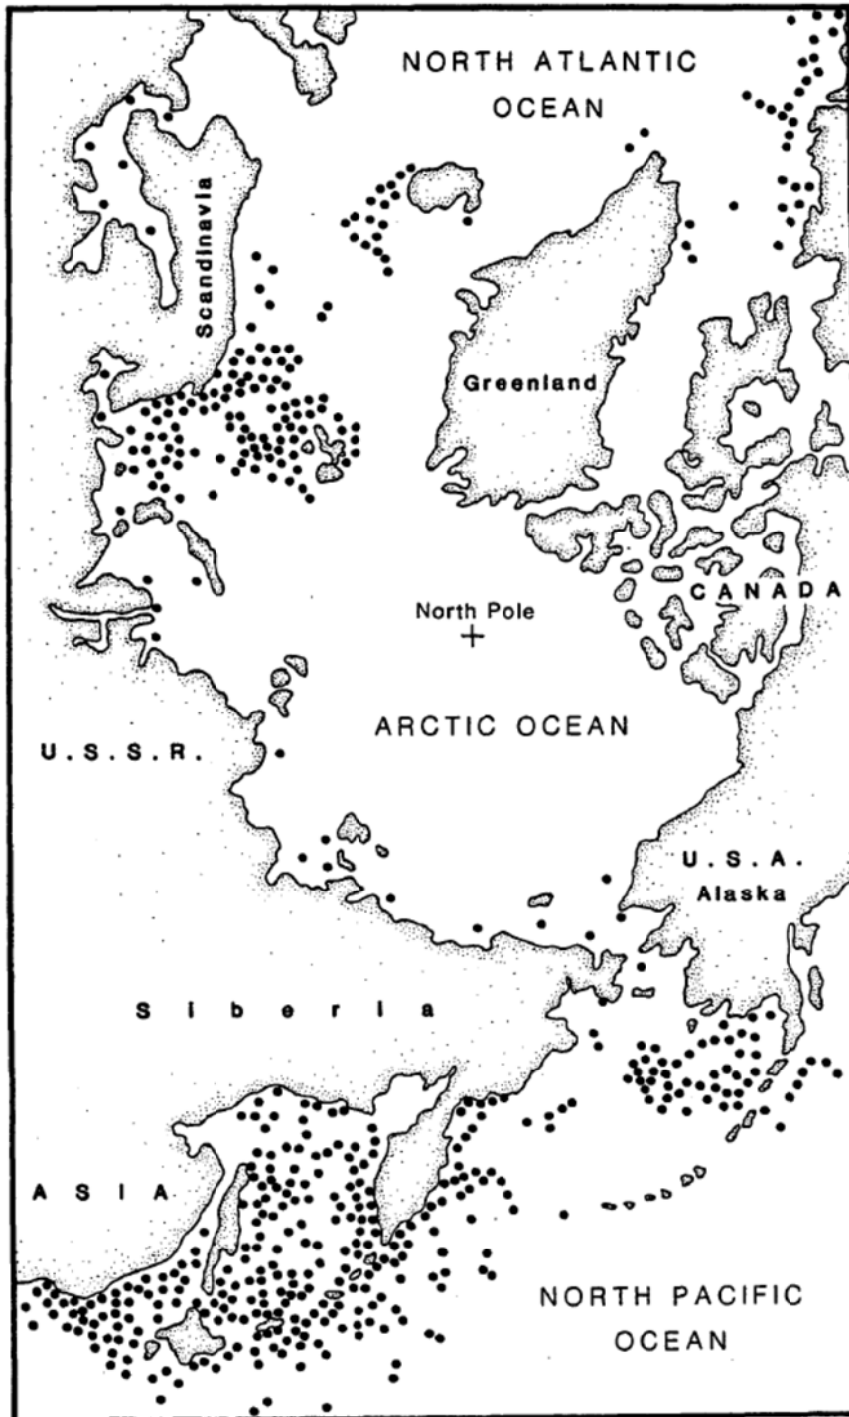 NORTH ATLANTIC
OCEAN
Scandinavia
Greenland
CANADA
North Pole
ARCTIC OCEAN
U.S.S.R.
U.S.A.
Alaska
Siberia
ASIA
NORTH PACIFIC
OCEAN